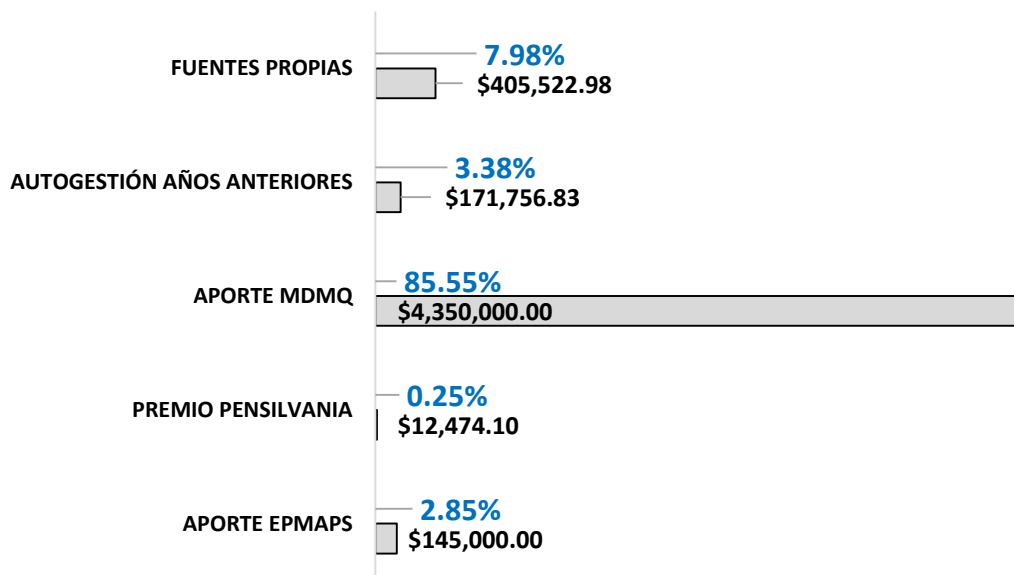 FUENTES PROPIAS
7.98%
$405,522.98
AUTOGESTIÓN AÑOS ANTERIORES
3.38%
$171,756.83
APORTE MDMQ
85.55%
$4,350,000.00
PREMIO PENSILVANIA
0.25%
$12,474.10
APORTE EPMAPS
2.85%
$145,000.00